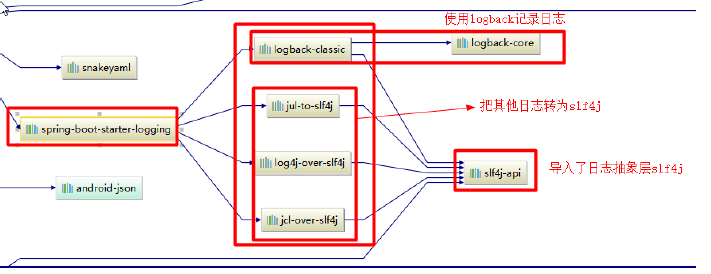 使用logback记录日志
logback-classic
logback-core
snakeyaml
jul-to-slf4j
把其他日志转为slf4j
spring-boot-starter-logging
log4j-over-slf4j
导入了日志抽象层slf4j
slf4j-api
android-json
jcl-over-slf4j